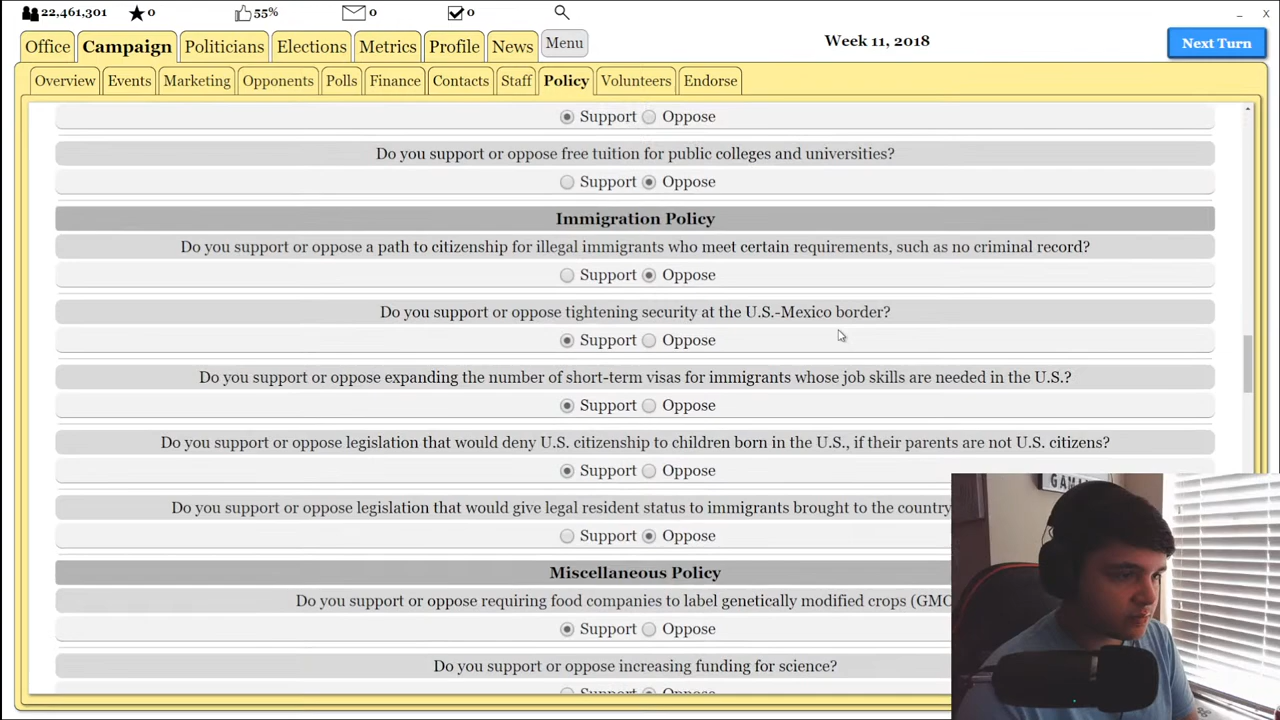 22,461,301 0 55% 0 0
_ X
Office Campaign Politicians Elections Metrics Profile News Menu
Week 11, 2018
Next Turn
Overview Events Marketing Opponents Polls Finance Contacts Staff Policy Volunteers Endorse
Support Oppose
Do you support or oppose free tuition for public colleges and universities?
Support Oppose
Immigration Policy
Do you support or oppose a path to citizenship for illegal immigrants who meet certain requirements, such as no criminal record?
Support Oppose
Do you support or oppose tightening security at the U.S.-Mexico border?
Support Oppose
Do you support or oppose expanding the number of short-term visas for immigrants whose job skills are needed in the U.S.?
Support Oppose
Do you support or oppose legislation that would deny U.S. citizenship to children born in the U.S., if their parents are not U.S. citizens?
Support Oppose
Do you support or oppose legislation that would give legal resident status to immigrants brought to the country
Support Oppose
Miscellaneous Policy
Do you support or oppose requiring food companies to label genetically modified crops (GMO
Support Oppose
Do you support or oppose increasing funding for science?
Support Oppose